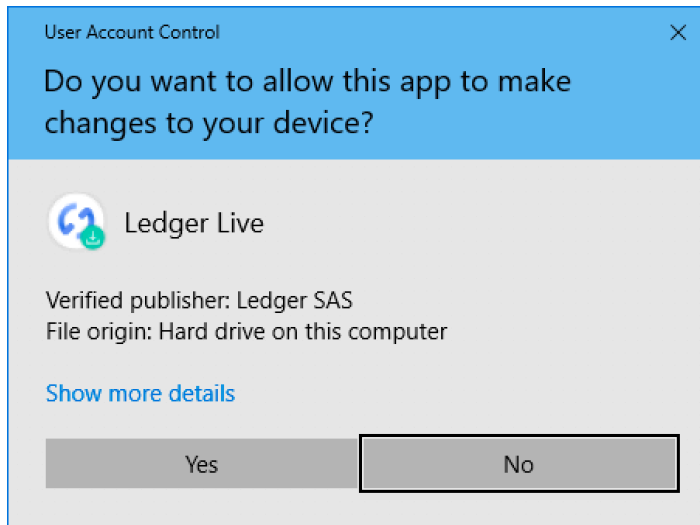 User Account Control
Do you want to allow this app to make
changes to your device?
Ledger Live
Verified publisher: Ledger SAS
File origin: Hard drive on this computer
Show more details
Yes
No